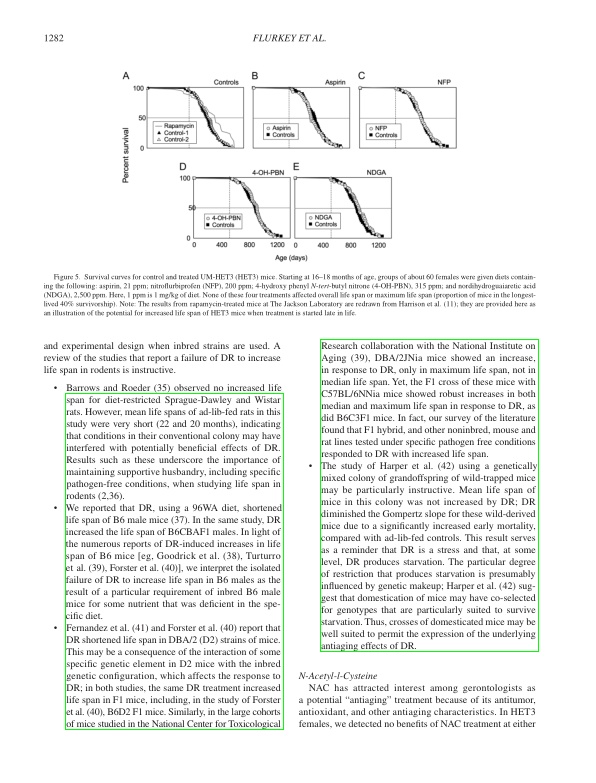 1282
FLURKEY ET AL.
A
Controls
B
Aspirin
C
NFP
100
50
0
Rapamycin
Control-1
Control-2
Aspirin
Controls
NFP
Controls
Percent survival
D
4-OH-PBN
E
NDGA
100
50
0
4-OH-PBN
Controls
NDGA
Controls
0 400 800 1200 0 400 800 1200
Age (days)
Figure 5. Survival curves for control and treated UM-HET3 (HET3) mice. Starting at 16–18 months of age, groups of about 60 females were given diets contain-
ing the following: aspirin, 21 ppm; nitroflurbiprofen (NFP), 200 ppm; 4-hydroxy phenyl N-tert-butyl nitrone (4-OH-PBN), 315 ppm; and nordihydroguaiaretic acid
(NDGA), 2,500 ppm. Here, 1 ppm is 1 mg/kg of diet. None of these four treatments affected overall life span or maximum life span (proportion of mice in the longest-
lived 40% survivorship). Note: The results from rapamycin-treated mice at The Jackson Laboratory are redrawn from Harrison et al. (11); they are provided here as
an illustration of the potential for increased life span of HET3 mice when treatment is started late in life.
and experimental design when inbred strains are used. A
review of the studies that report a failure of DR to increase
life span in rodents is instructive.
• Barrows and Roeder (35) observed no increased life
span for diet-restricted Sprague-Dawley and Wistar
rats. However, mean life spans of ad-lib-fed rats in this
study were very short (22 and 20 months), indicating
that conditions in their conventional colony may have
interfered with potentially beneficial effects of DR.
Results such as these underscore the importance of
maintaining supportive husbandry, including specific
pathogen-free conditions, when studying life span in
rodents (2,36).
• We reported that DR, using a 96WA diet, shortened
life span of B6 male mice (37). In the same study, DR
increased the life span of B6CBAF1 males. In light of
the numerous reports of DR-induced increases in life
span of B6 mice [eg, Goodrick et al. (38), Turturro
et al. (39), Forster et al. (40)], we interpret the isolated
failure of DR to increase life span in B6 males as the
result of a particular requirement of inbred B6 male
mice for some nutrient that was deficient in the spe-
cific diet.
• Fernandez et al. (41) and Forster et al. (40) report that
DR shortened life span in DBA/2 (D2) strains of mice.
This may be a consequence of the interaction of some
specific genetic element in D2 mice with the inbred
genetic configuration, which affects the response to
DR; in both studies, the same DR treatment increased
life span in F1 mice, including, in the study of Forster
et al. (40), B6D2 F1 mice. Similarly, in the large cohorts
of mice studied in the National Center for Toxicological
Research collaboration with the National Institute on
Aging (39), DBA/2JNia mice showed an increase,
in response to DR, only in maximum life span, not in
median life span. Yet, the F1 cross of these mice with
C57BL/6NNia mice showed robust increases in both
median and maximum life span in response to DR, as
did B6C3F1 mice. In fact, our survey of the literature
found that F1 hybrid, and other noninbred, mouse and
rat lines tested under specific pathogen free conditions
responded to DR with increased life span.
• The study of Harper et al. (42) using a genetically
mixed colony of grandoffspring of wild-trapped mice
may be particularly instructive. Mean life span of
mice in this colony was not increased by DR; DR
diminished the Gompertz slope for these wild-derived
mice due to a significantly increased early mortality,
compared with ad-lib-fed controls. This result serves
as a reminder that DR is a stress and that, at some
level, DR produces starvation. The particular degree
of restriction that produces starvation is presumably
influenced by genetic makeup; Harper et al. (42) sug-
gest that domestication of mice may have co-selected
for genotypes that are particularly suited to survive
starvation. Thus, crosses of domesticated mice may be
well suited to permit the expression of the underlying
antiaging effects of DR.
N-Acetyl-l-Cysteine
NAC has attracted interest among gerontologists as
a potential “antiaging” treatment because of its antitumor,
antioxidant, and other antiaging characteristics. In HET3
females, we detected no benefits of NAC treatment at either